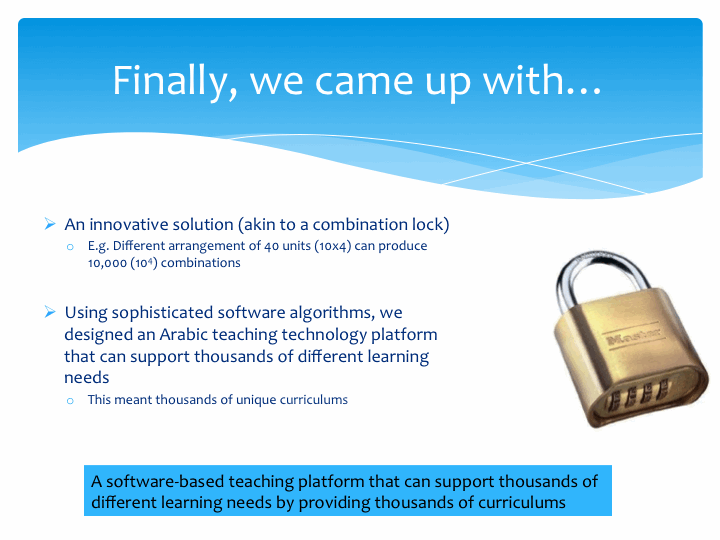 Finally, we came up with…
➢ An innovative solution (akin to a combination lock)
o E.g. Different arrangement of 40 units (10x4) can produce
10,000 (10⁴) combinations
➢ Using sophisticated software algorithms, we
designed an Arabic teaching technology platform
that can support thousands of different learning
needs
o This meant thousands of unique curriculums
Master
A software-based teaching platform that can support thousands of
different learning needs by providing thousands of curriculums